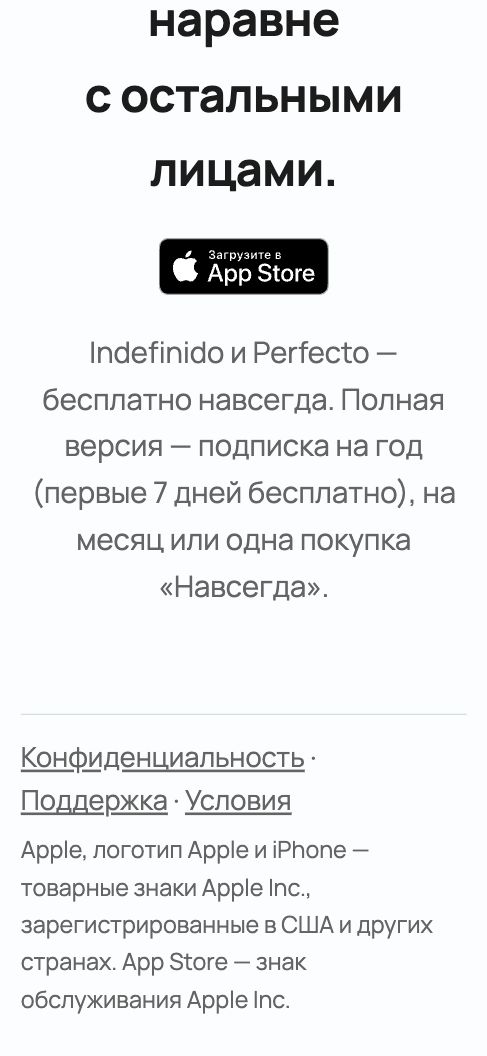 наравне
с остальными
лицами.
Загрузите в
App Store
Indefinido и Perfecto —
бесплатно навсегда. Полная
версия — подписка на год
(первые 7 дней бесплатно), на
месяц или одна покупка
«Навсегда».
Конфиденциальность ·
Поддержка · Условия
Apple, логотип Apple и iPhone —
товарные знаки Apple Inc.,
зарегистрированные в США и других
странах. App Store — знак
обслуживания Apple Inc.